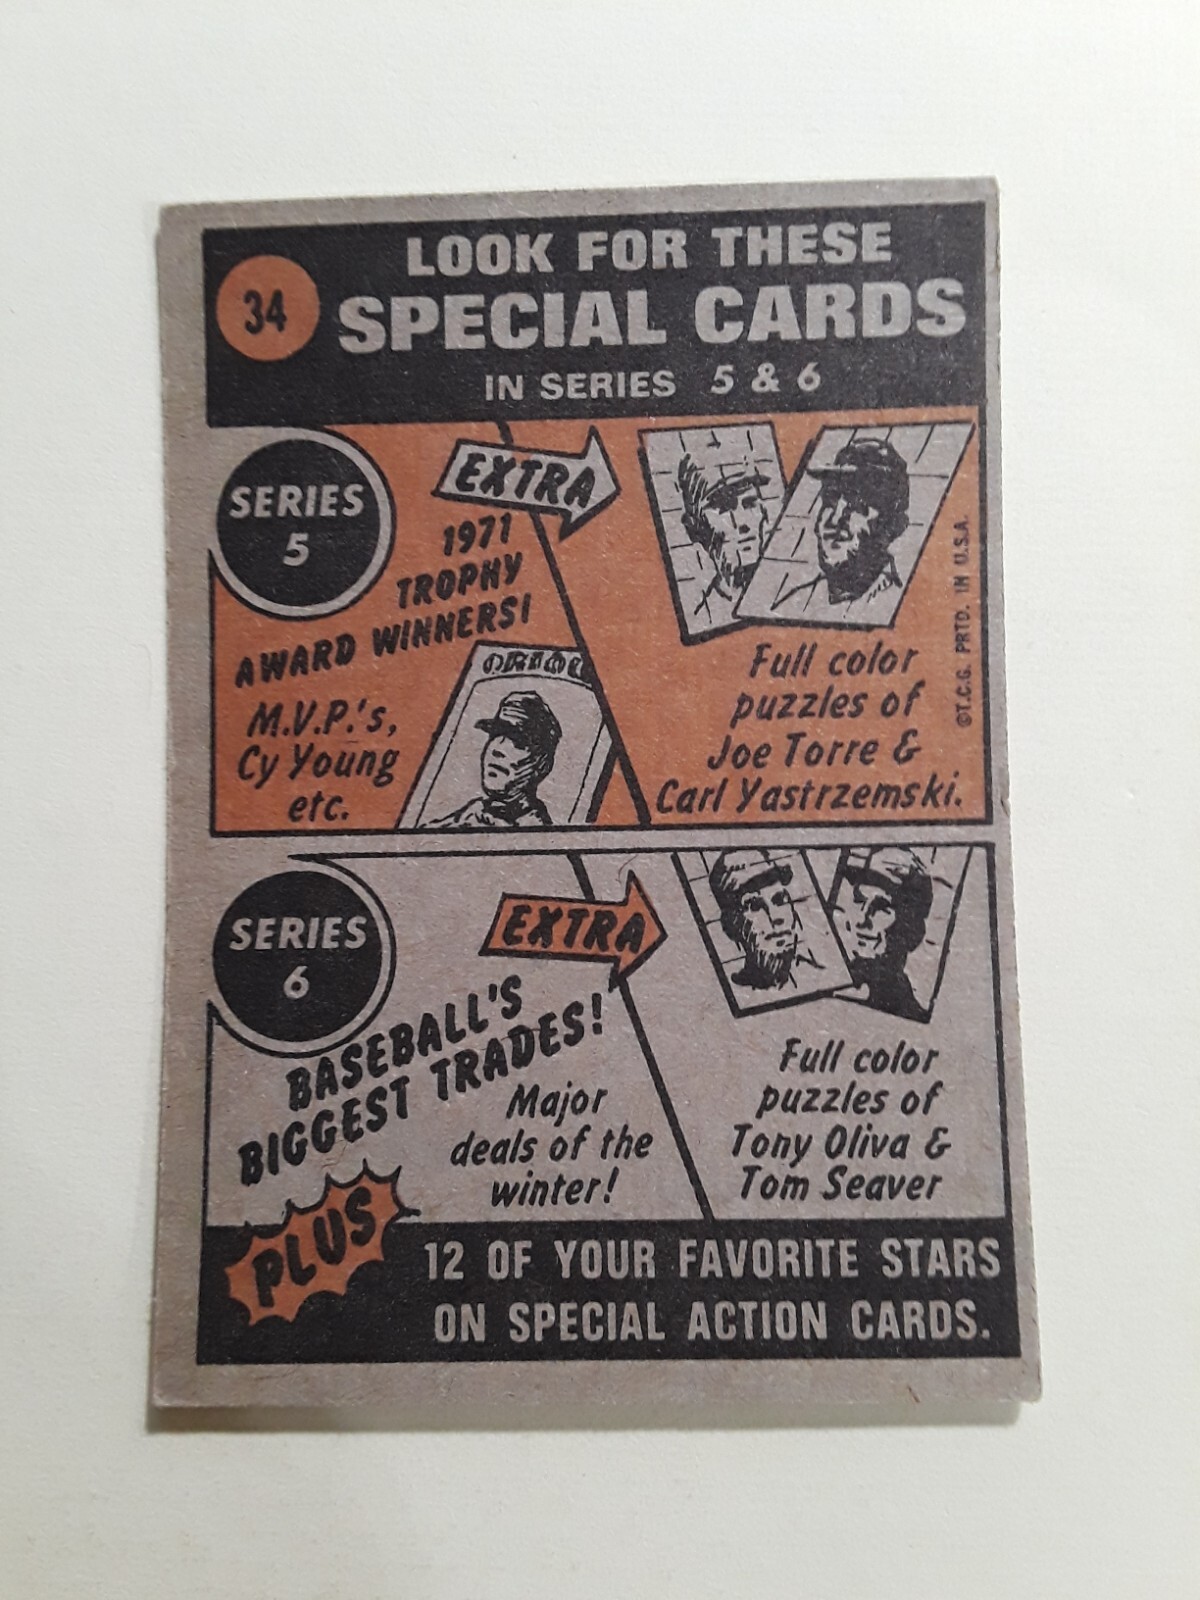 34
LOOK FOR THESE
SPECIAL CARDS
IN SERIES 5 & 6
SERIES
5
EXTRA
1971
TROPHY
AWARD WINNERS!
M.V.P.'s,
Cy Young
etc.
Full color
puzzles of
Joe Torre &
Carl Yastrzemski.
©T.C.G. PRTD. IN U.S.A.
SERIES
6
EXTRA
BASEBALL'S
BIGGEST TRADES!
Major
deals of the
winter!
Full color
puzzles of
Tony Oliva &
Tom Seaver
PLUS
12 OF YOUR FAVORITE STARS
ON SPECIAL ACTION CARDS.